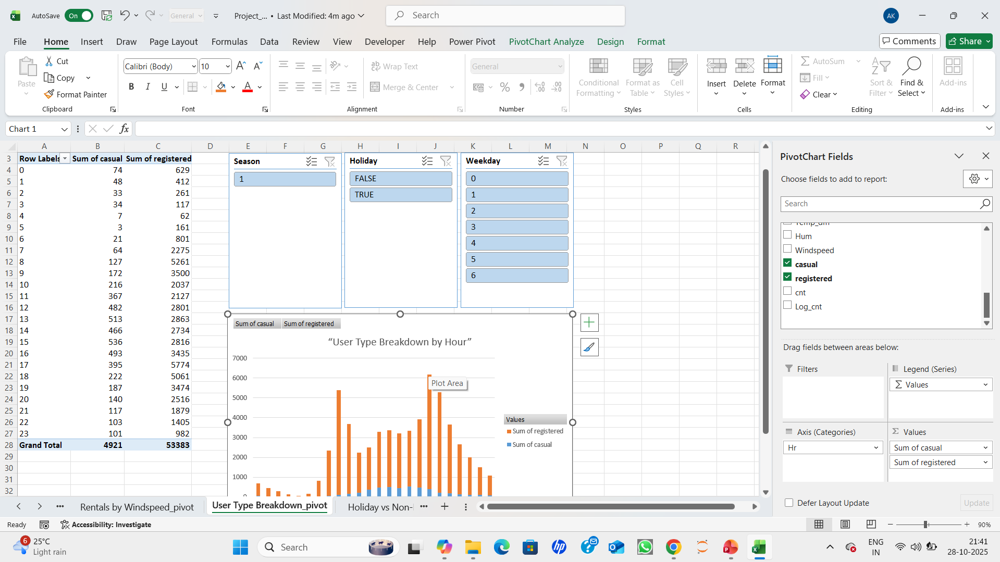 AutoSave On General Project_... • Last Modified: 4m ago Search AK
File Home Insert Draw Page Layout Formulas Data Review View Developer Help Power Pivot PivotChart Analyze Design Format Comments Share
Paste Cut Copy Format Painter Clipboard
Calibri (Body) 10 B I U A Font
Wrap Text Merge & Center Alignment
General % Number
Conditional Formatting Format as Table Cell Styles Styles
Insert Delete Format Cells
AutoSum Fill Clear Sort & Filter Find & Select Editing
Add-ins Add-ins
Chart 1 fx
A B C D E F G H I J K L M N O P Q R
3 Row Labels Sum of casual Sum of registered
4 0 74 629
5 1 48 412
6 2 33 261
7 3 34 117
8 4 7 62
9 5 3 161
10 6 21 801
11 7 64 2275
12 8 127 5261
13 9 172 3500
14 10 216 2037
15 11 367 2127
16 12 482 2801
17 13 513 2863
18 14 466 2734
19 15 536 2816
20 16 493 3435
21 17 395 5774
22 18 222 5061
23 19 187 3474
24 20 140 2516
25 21 117 1879
26 22 103 1405
27 23 101 982
28 Grand Total 4921 53383
29
30
31
32
Season
1
Holiday
FALSE
TRUE
Weekday
0
1
2
3
4
5
6
Sum of casual Sum of registered
“User Type Breakdown by Hour”
7000
6000
5000
4000
3000
2000
1000
0
Plot Area
Values
Sum of registered
Sum of casual
PivotChart Fields
Choose fields to add to report:
Search
Hum
Windspeed
casual
registered
cnt
Log_cnt
Drag fields between areas below:
Filters
Legend (Series)
Σ Values
Axis (Categories)
Hr
Σ Values
Sum of casual
Sum of registered
Defer Layout Update Update
Rentals by Windspeed_pivot User Type Breakdown_pivot Holiday vs Non-
Ready Accessibility: Investigate 90%
6 25°C
Light rain
Search
ENG
IN
21:41
28-10-2025